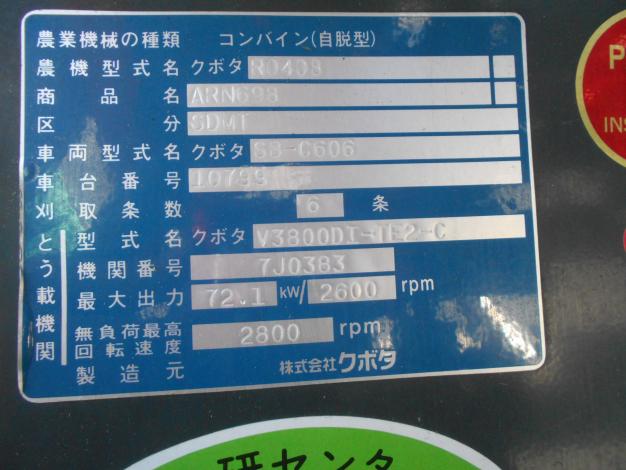 農業機械の種類 コンバイン(自脱型)
農機型式名 クボタ R0408
商品名 ARN698
区分 SDMT
車両型式名 クボタ SB-C606
車台番号
刈取条数 6 条
とう載機関
型式名 クボタ V3800DI-TE2-C
機関番号 7J0383
最大出力 72.1 kW/ 2600 rpm
無負荷最高回転速度 2800 rpm
製造元 株式会社クボタ
研センタ